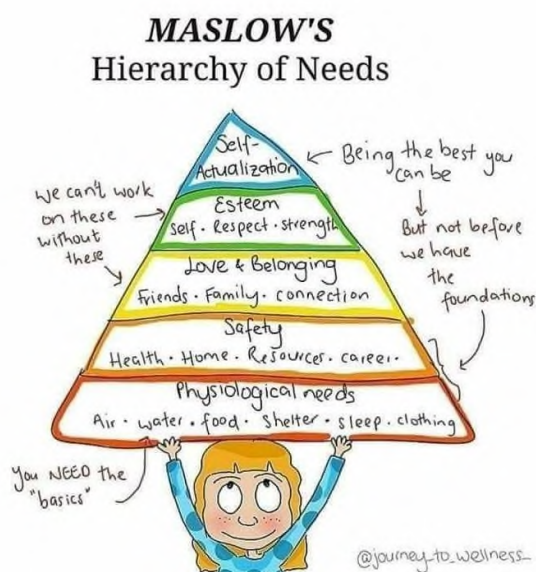 MASLOW'S
Hierarchy of Needs
Self-
Actualization
Being the best you
can be
we can't work
on these
without
these
Esteem
Self • Respect • strength
But not before
we have
the
foundations
Love & Belonging
Friends • Family • connection
Safety
Health • Home • Resources • career •
Physiological needs
Air • water • food • Shelter • sleep • clothing
You NEED the
"basics"
@journey_to_wellness_